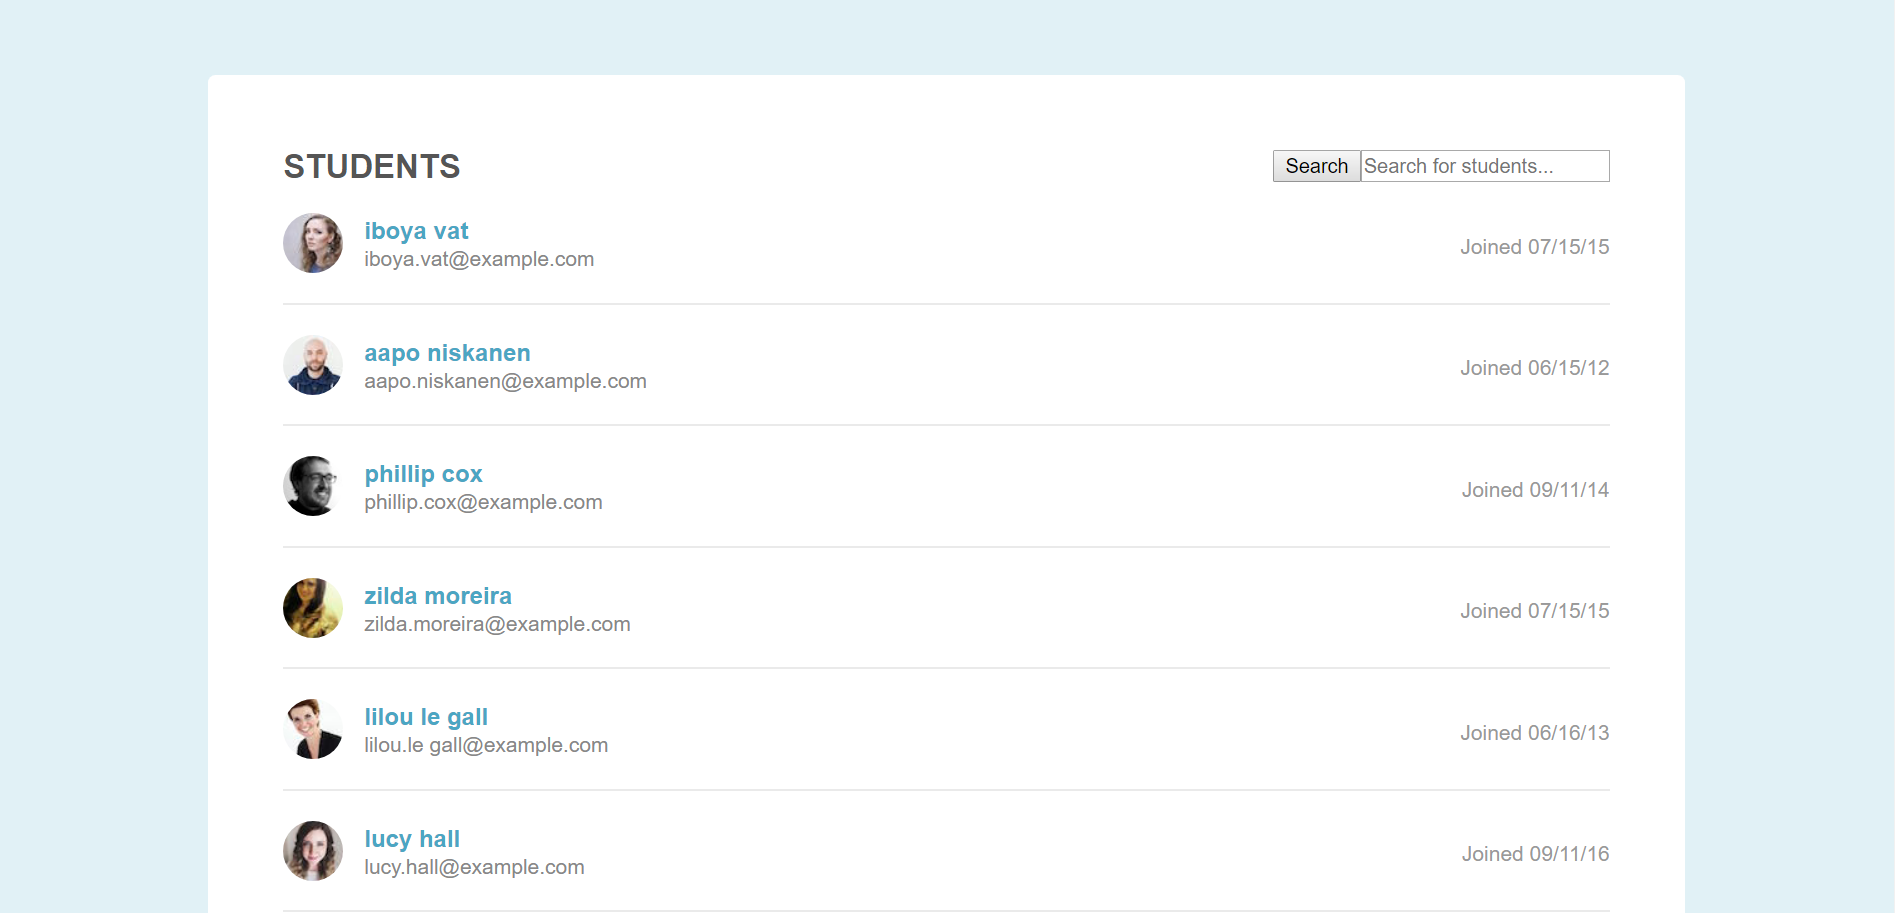 STUDENTS
Search Search for students...
iboya vat
iboya.vat@example.com
Joined 07/15/15
aapo niskanen
aapo.niskanen@example.com
Joined 06/15/12
phillip cox
phillip.cox@example.com
Joined 09/11/14
zilda moreira
zilda.moreira@example.com
Joined 07/15/15
lilou le gall
lilou.le gall@example.com
Joined 06/16/13
lucy hall
lucy.hall@example.com
Joined 09/11/16